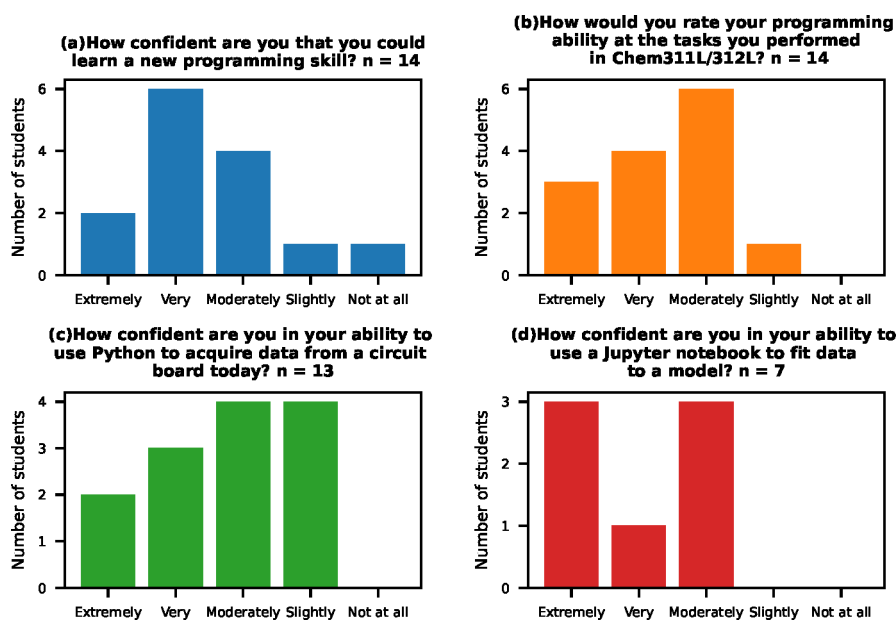 (a)How confident are you that you could
learn a new programming skill? n = 14
Number of students
6
4
2
0
Extremely Very Moderately Slightly Not at all
(b)How would you rate your programming
ability at the tasks you performed
in Chem311L/312L? n = 14
Number of students
6
4
2
0
Extremely Very Moderately Slightly Not at all
(c)How confident are you in your ability to
use Python to acquire data from a circuit
board today? n = 13
Number of students
4
3
2
1
0
Extremely Very Moderately Slightly Not at all
(d)How confident are you in your ability to
use a Jupyter notebook to fit data
to a model? n = 7
Number of students
3
2
1
0
Extremely Very Moderately Slightly Not at all